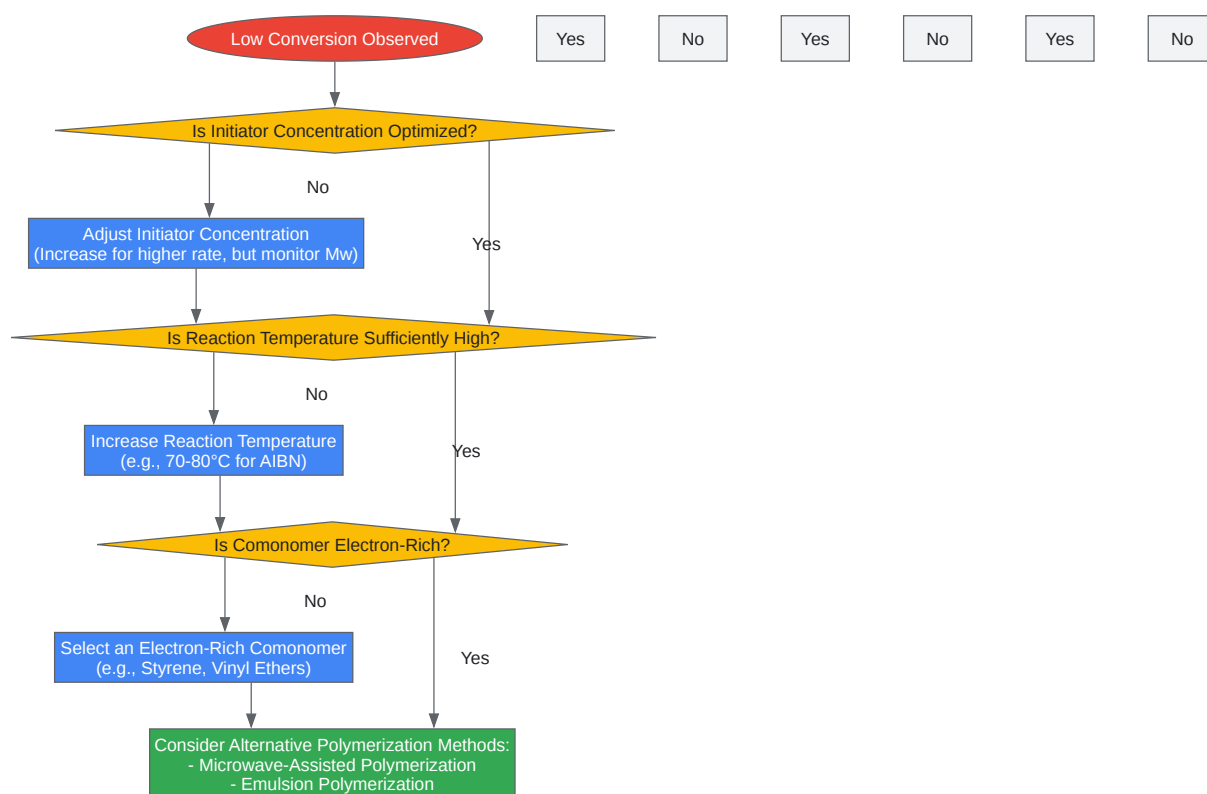 Low Conversion Observed
Yes
No
Yes
No
Yes
No
Is Initiator Concentration Optimized?
No
Adjust Initiator Concentration
(Increase for higher rate, but monitor Mw)
Yes
Is Reaction Temperature Sufficiently High?
No
Increase Reaction Temperature
(e.g., 70-80°C for AIBN)
Yes
Is Comonomer Electron-Rich?
No
Select an Electron-Rich Comonomer
(e.g., Styrene, Vinyl Ethers)
Yes
Consider Alternative Polymerization Methods:
- Microwave-Assisted Polymerization
- Emulsion Polymerization